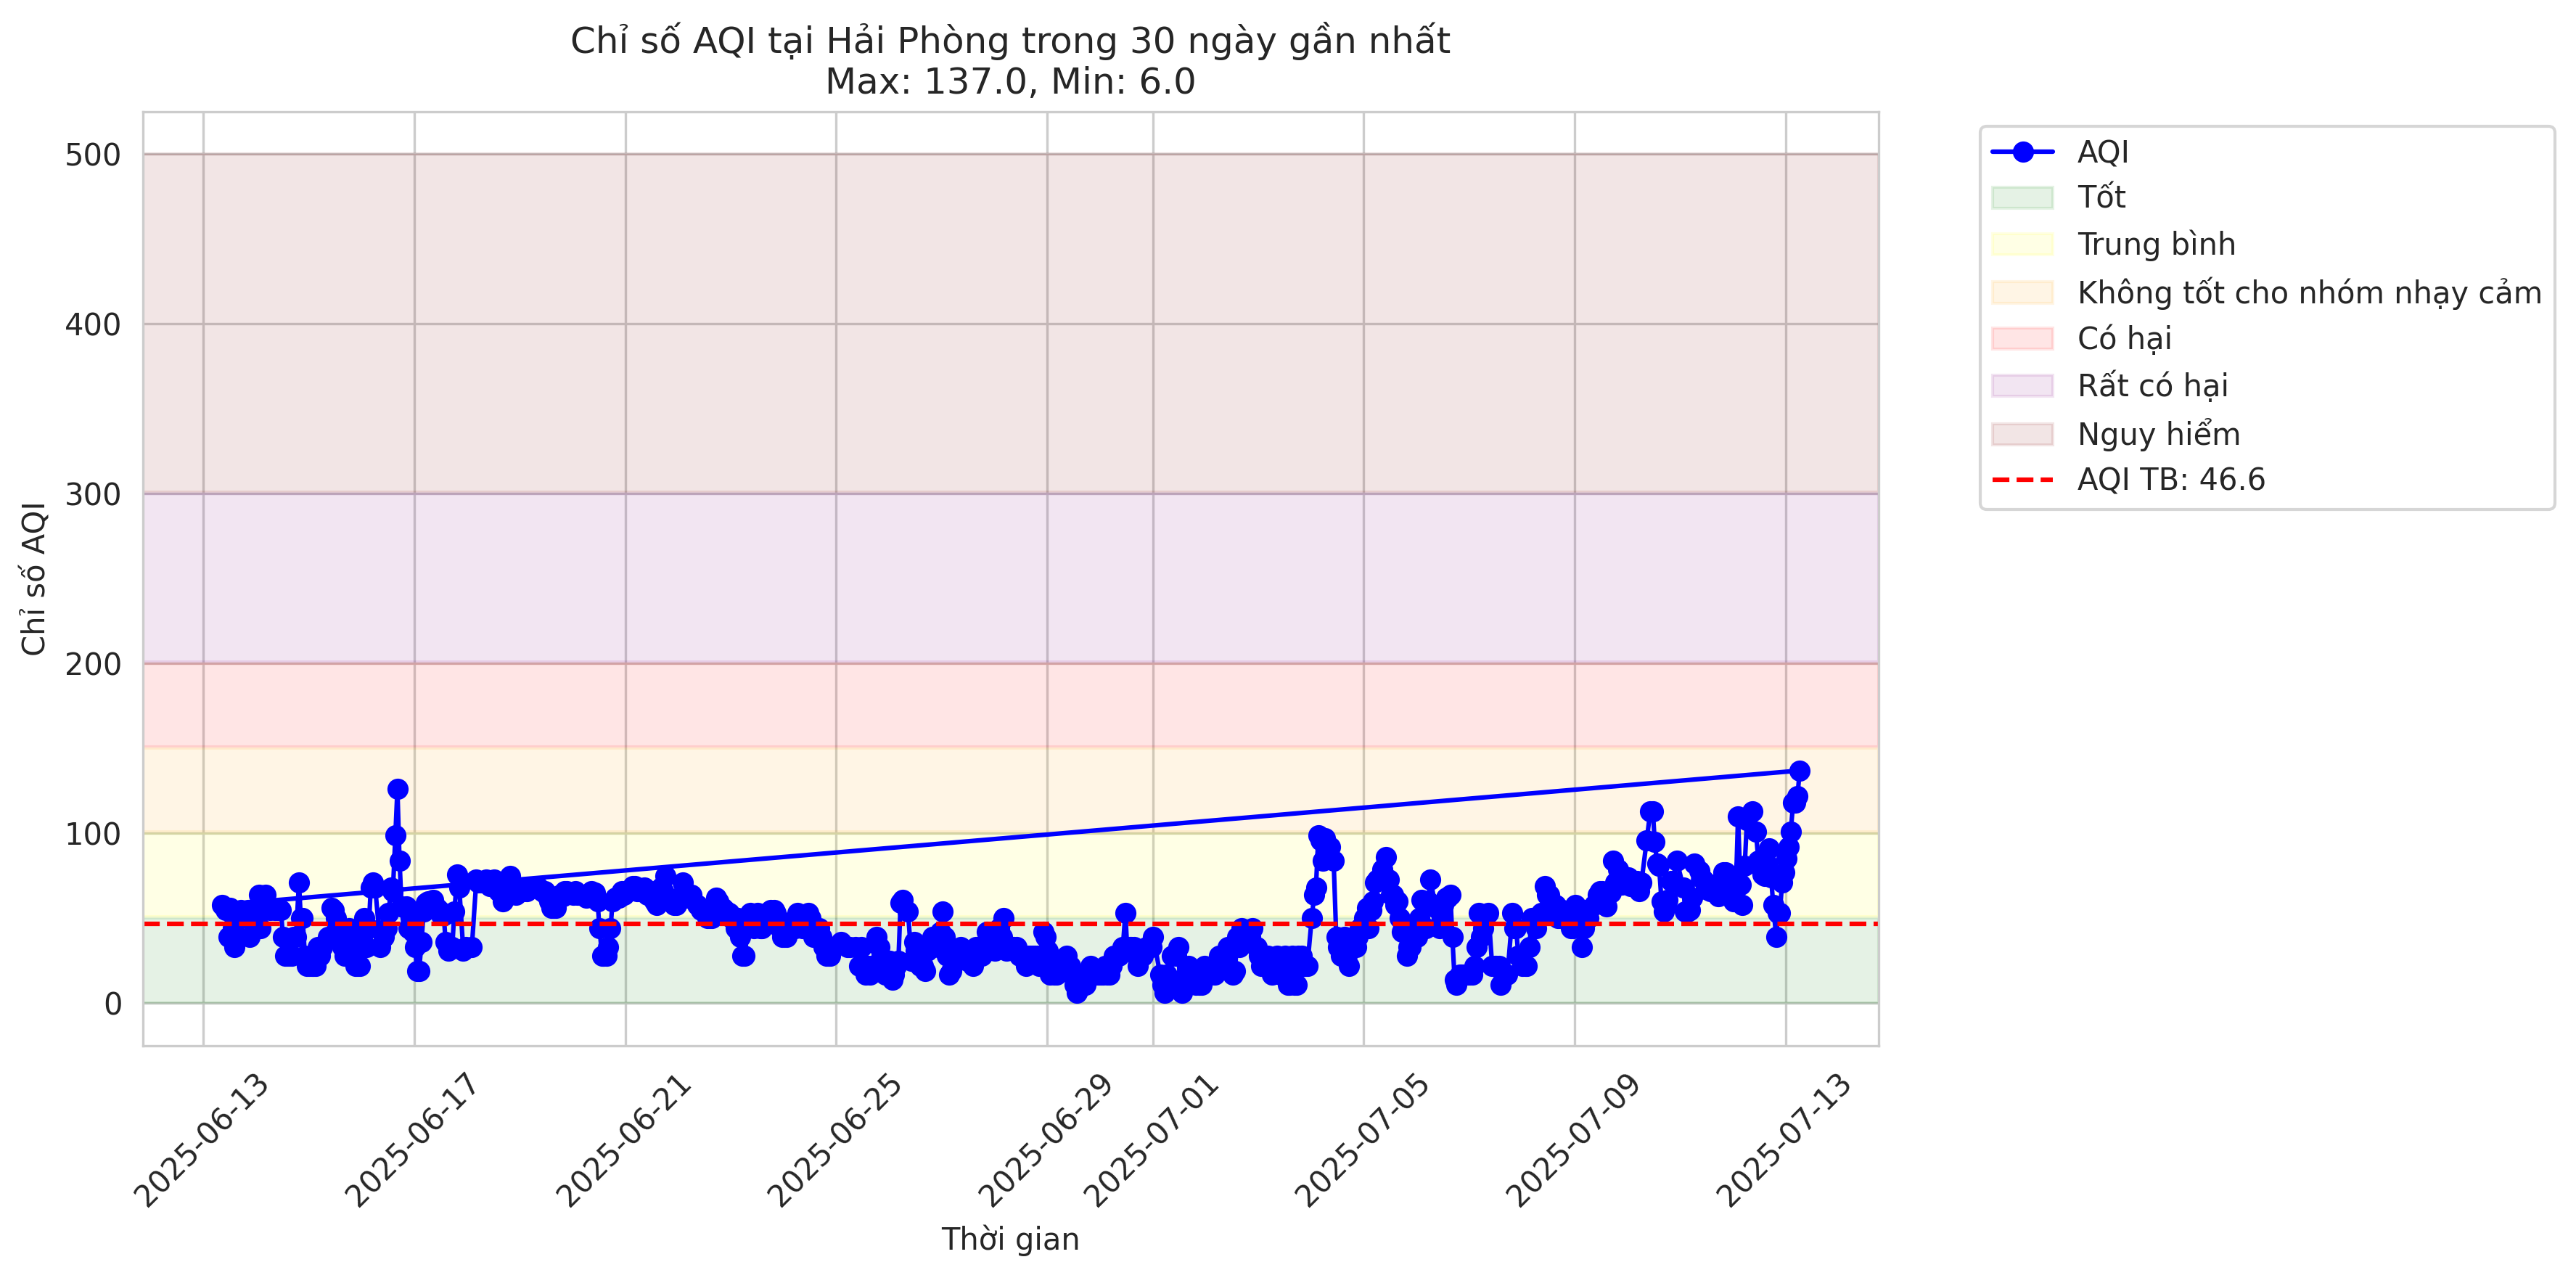 Chỉ số AQI tại Hải Phòng trong 30 ngày gần nhất
Max: 137.0, Min: 6.0
Chỉ số AQI
500
400
300
200
100
0
2025-06-13
2025-06-17
2025-06-21
2025-06-25
2025-06-29
2025-07-01
2025-07-05
2025-07-09
2025-07-13
Thời gian
AQI
Tốt
Trung bình
Không tốt cho nhóm nhạy cảm
Có hại
Rất có hại
Nguy hiểm
AQI TB: 46.6